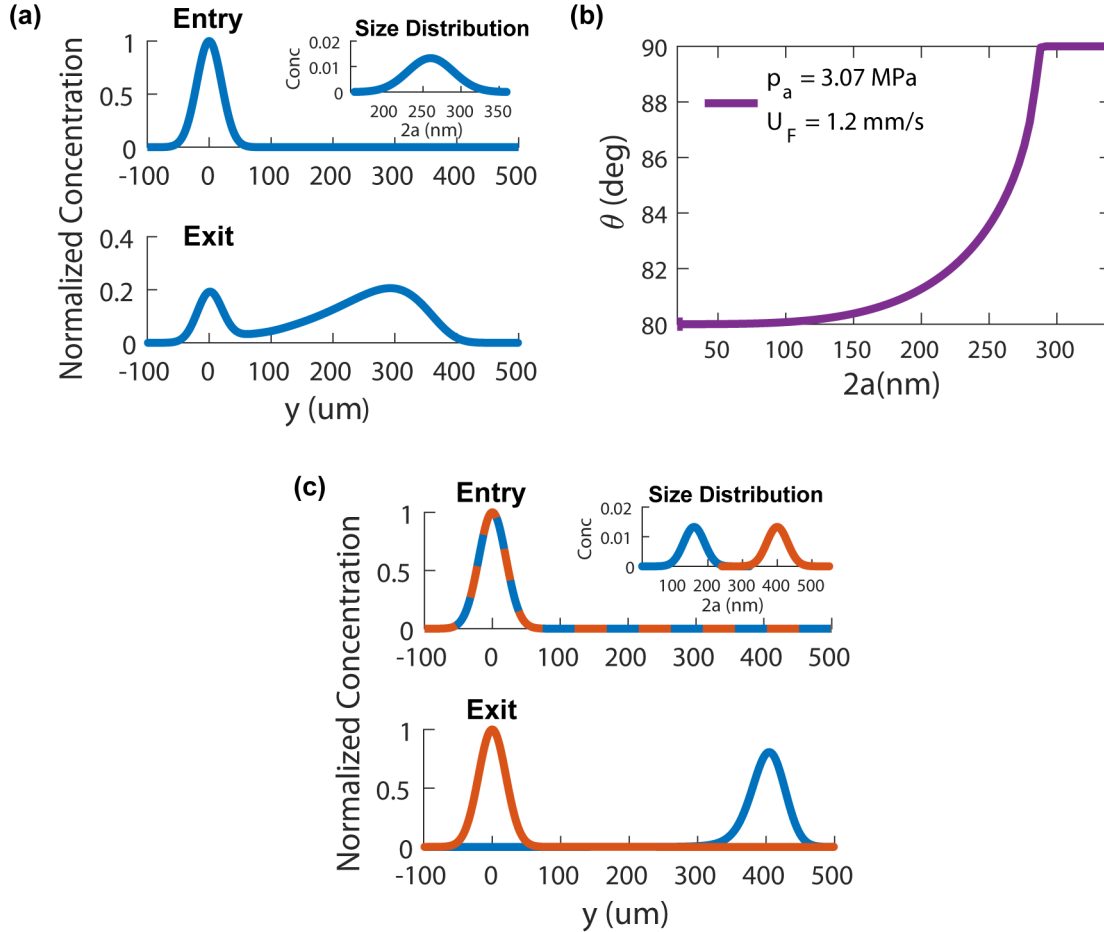 (a)
Entry
Size Distribution
Conc
0.02
0.01
0
200 250 300 350
2a (nm)
1
0.5
0
-100 0 100 200 300 400 500
Normalized Concentration
Exit
0.4
0.2
0
-100 0 100 200 300 400 500
y (um)
(b)
90
88
86
84
82
80
θ (deg)
p_a = 3.07 MPa
U_F = 1.2 mm/s
50 100 150 200 250 300
2a(nm)
(c)
Entry
Size Distribution
Conc
0.02
0.01
0
100 200 300 400 500
2a (nm)
1
0.5
0
-100 0 100 200 300 400 500
Normalized Concentration
Exit
1
0.5
0
-100 0 100 200 300 400 500
y (um)